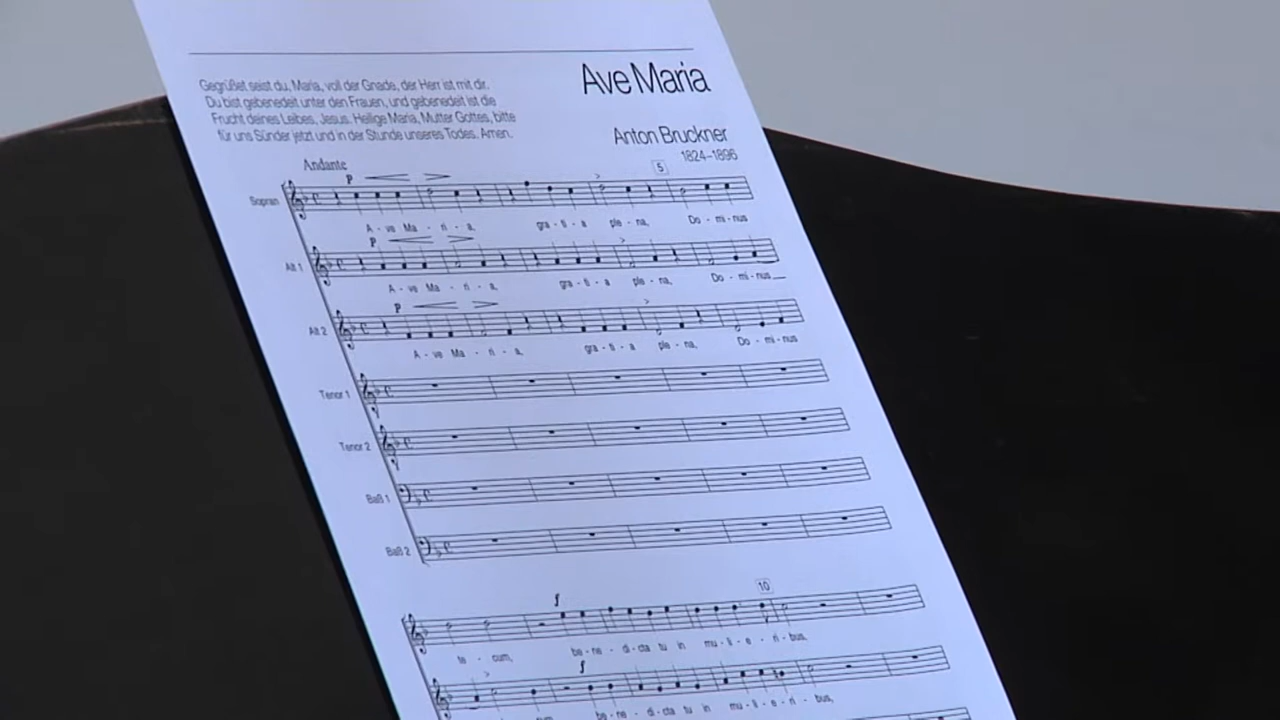 Ave Maria
Gegrüßet seist du, Maria, voll der Gnade, der Herr ist mit dir.
Du bist gebenedeit unter den Frauen, und gebenedeit ist die
Frucht deines Leibes, Jesus. Heilige Maria, Mutter Gottes, bitte
für uns Sünder jetzt und in der Stunde unseres Todes. Amen.
Anton Bruckner
1824–1896
Andante
5
p
Sopran
A - ve Ma - ri - a, gra - ti - a ple - na, Do - mi - nus
p
Alt 1
A - ve Ma - ri - a, gra - ti - a ple - na, Do - mi - nus
p
Alt 2
A - ve Ma - ri - a, gra - ti - a ple - na, Do - mi - nus
Tenor 1
Tenor 2
Baß 1
Baß 2
10
f
te - cum, be - ne - di - cta tu in mu - li - e - ri - bus,
f
cum, be - ne - di - cta tu in mu - li - e - ri - bus,